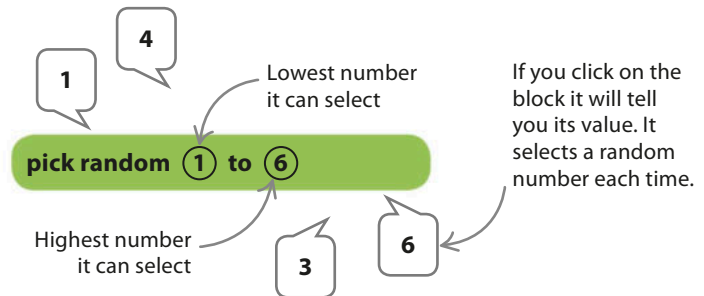 4
1
Lowest number
it can select
If you click on the
block it will tell
you its value. It
selects a random
number each time.
pick random 1 to 6
Highest number
it can select
3
6